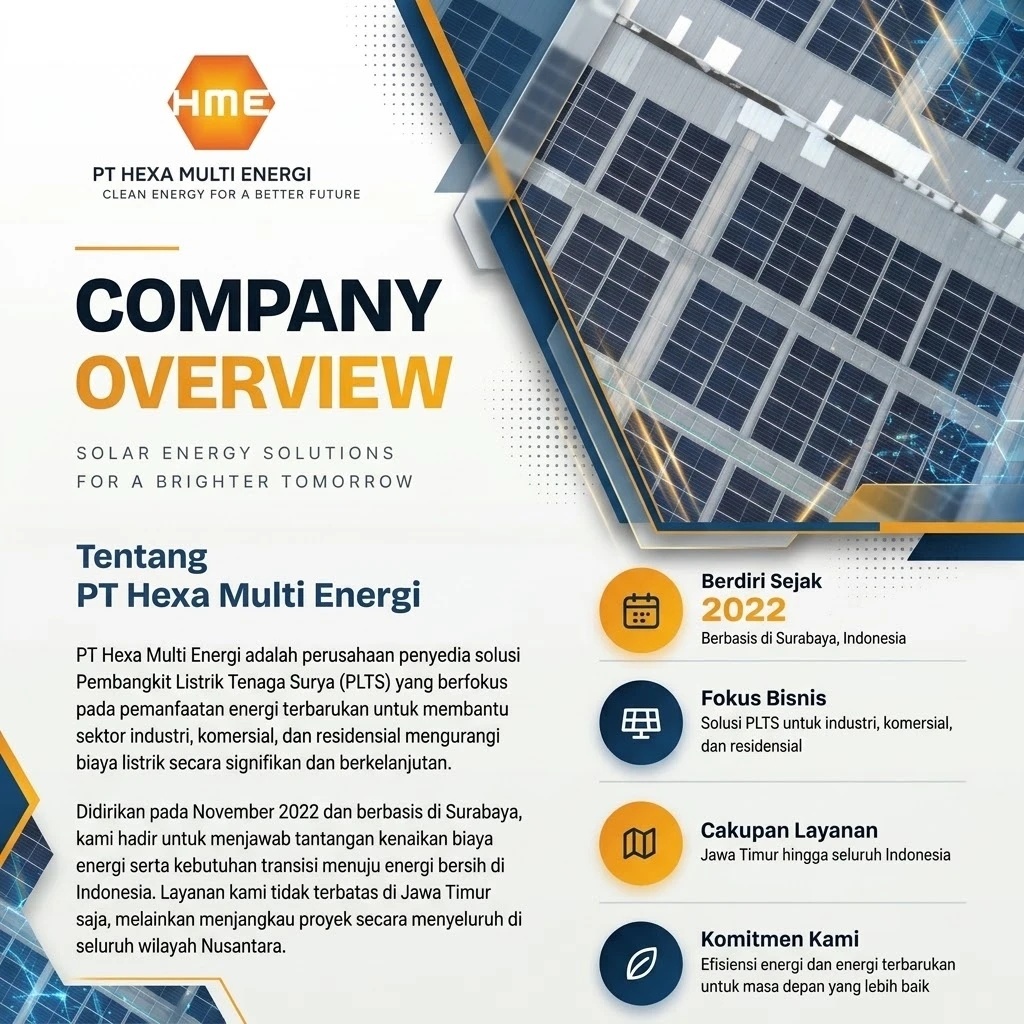 HME
PT HEXA MULTI ENERGI
CLEAN ENERGY FOR A BETTER FUTURE
COMPANY
OVERVIEW
SOLAR ENERGY SOLUTIONS
FOR A BRIGHTER TOMORROW
Tentang
PT Hexa Multi Energi
PT Hexa Multi Energi adalah perusahaan penyedia solusi
Pembangkit Listrik Tenaga Surya (PLTS) yang berfokus
pada pemanfaatan energi terbarukan untuk membantu
sektor industri, komersial, dan residensial mengurangi
biaya listrik secara signifikan dan berkelanjutan.
Didirikan pada November 2022 dan berbasis di Surabaya,
kami hadir untuk menjawab tantangan kenaikan biaya
energi serta kebutuhan transisi menuju energi bersih di
Indonesia. Layanan kami tidak terbatas di Jawa Timur
saja, melainkan menjangkau proyek secara menyeluruh di
seluruh wilayah Nusantara.
Berdiri Sejak
2022
Berbasis di Surabaya, Indonesia
Fokus Bisnis
Solusi PLTS untuk industri, komersial,
dan residensial
Cakupan Layanan
Jawa Timur hingga seluruh Indonesia
Komitmen Kami
Efisiensi energi dan energi terbarukan
untuk masa depan yang lebih baik